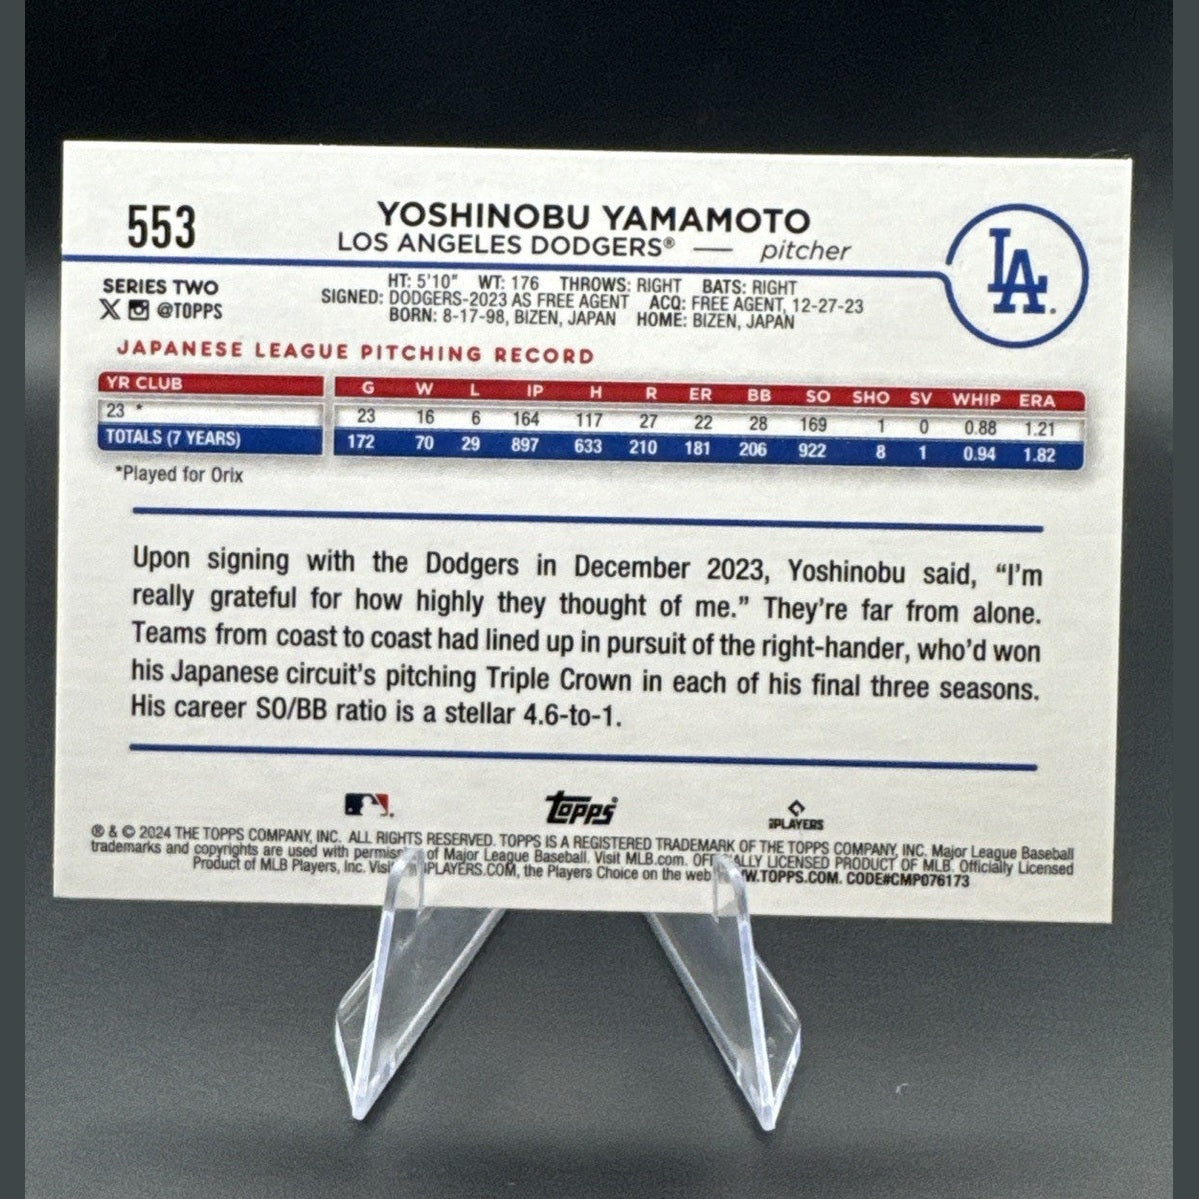 553
YOSHINOBU YAMAMOTO
LOS ANGELES DODGERS® — pitcher
LA
SERIES TWO
@TOPPS
HT: 5'10" WT: 176 THROWS: RIGHT BATS: RIGHT
SIGNED: DODGERS-2023 AS FREE AGENT ACQ: FREE AGENT, 12-27-23
BORN: 8-17-98, BIZEN, JAPAN HOME: BIZEN, JAPAN
JAPANESE LEAGUE PITCHING RECORD
YR CLUB G W L IP H R ER BB SO SHO SV WHIP ERA
23 * 23 16 6 164 117 27 22 28 169 1 0 0.88 1.21
TOTALS (7 YEARS) 172 70 29 897 633 210 181 206 922 8 1 0.94 1.82
*Played for Orix
Upon signing with the Dodgers in December 2023, Yoshinobu said, “I'm
really grateful for how highly they thought of me.” They're far from alone.
Teams from coast to coast had lined up in pursuit of the right-hander, who'd won
his Japanese circuit's pitching Triple Crown in each of his final three seasons.
His career SO/BB ratio is a stellar 4.6-to-1.
topps
PLAYERS
® & © 2024 THE TOPPS COMPANY, INC. ALL RIGHTS RESERVED. TOPPS IS A REGISTERED TRADEMARK OF THE TOPPS COMPANY, INC. Major League Baseball
trademarks and copyrights are used with permission of Major League Baseball. Visit MLB.com. OFFICIALLY LICENSED PRODUCT OF MLB. Officially Licensed
Product of MLB Players, Inc. Visit PLAYERS.COM, the Players Choice on the web WWW.TOPPS.COM. CODE#CMP076173